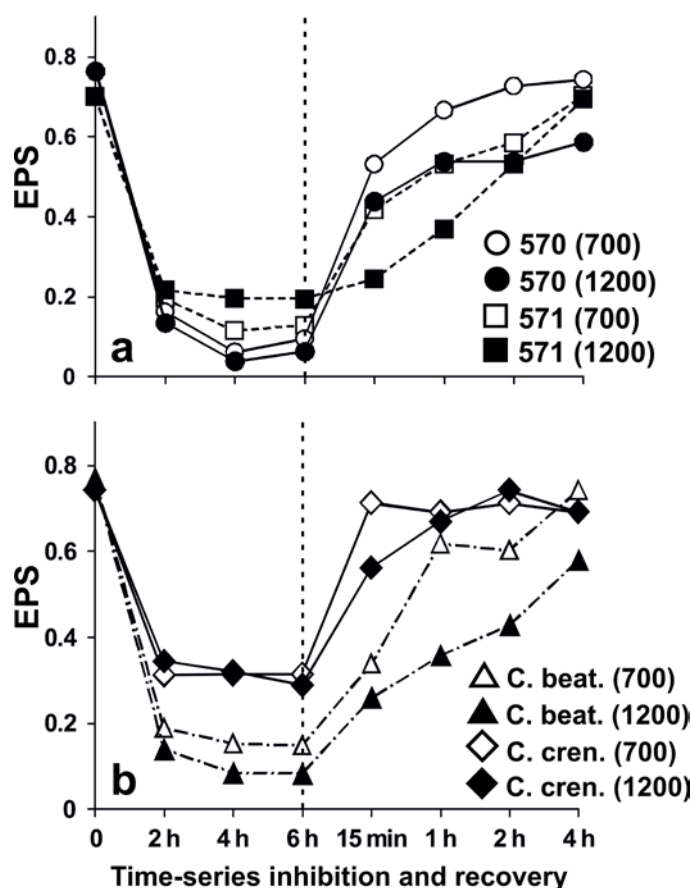 0.8
0.6
0.4
0.2
0
EPS
a
570 (700)
570 (1200)
571 (700)
571 (1200)
0.8
0.6
0.4
0.2
0
EPS
b
C. beat. (700)
C. beat. (1200)
C. cren. (700)
C. cren. (1200)
0 2 h 4 h 6 h 15 min 1 h 2 h 4 h
Time-series inhibition and recovery